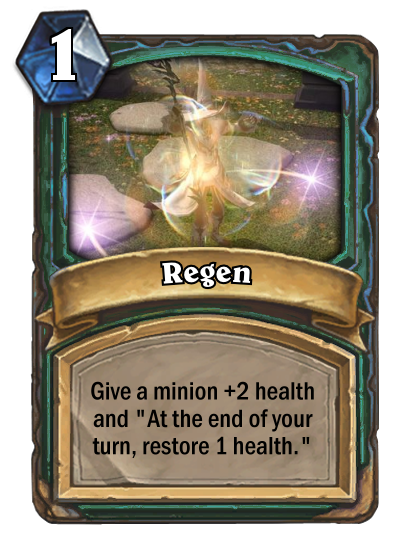 1
Regen
Give a minion +2 health
and "At the end of your
turn, restore 1 health."